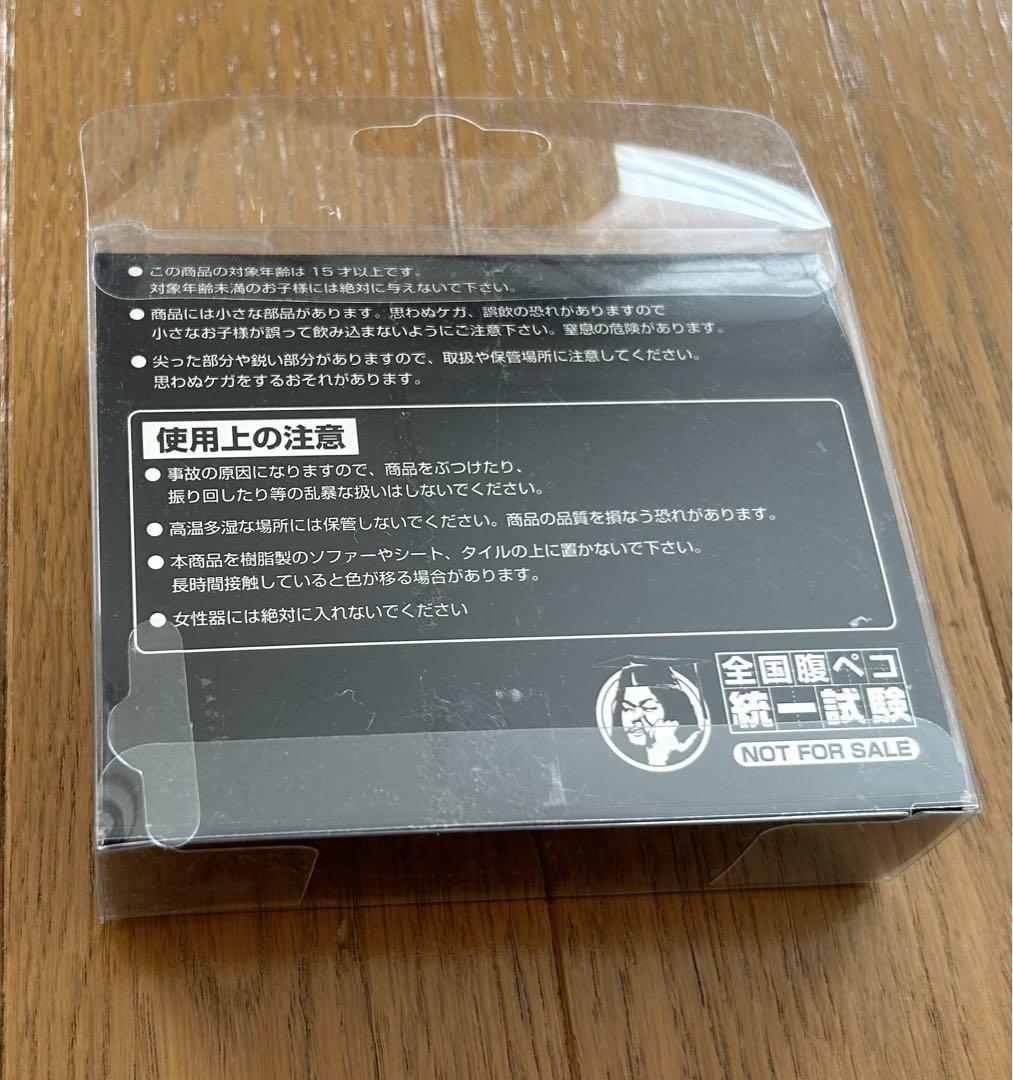 ● この商品の対象年齢は 15 才以上です。
対象年齢未満のお子様には絶対に与えないで下さい。
● 商品には小さな部品があります。思わぬケガ、誤飲の恐れがありますので
小さなお子様が誤って飲み込まないようにご注意下さい。窒息の危険があります。
● 尖った部分や鋭い部分がありますので、取扱や保管場所に注意してください。
思わぬケガをするおそれがあります。
使用上の注意
● 事故の原因になりますので、商品をぶつけたり、
振り回したり等の乱暴な扱いはしないでください。
● 高温多湿な場所には保管しないでください。商品の品質を損なう恐れがあります。
● 本商品を樹脂製のソファーやシート、タイルの上に置かないで下さい。
長時間接触していると色が移る場合があります。
● 女性器には絶対に入れないでください
全国腹ペコ
統一試験
NOT FOR SALE